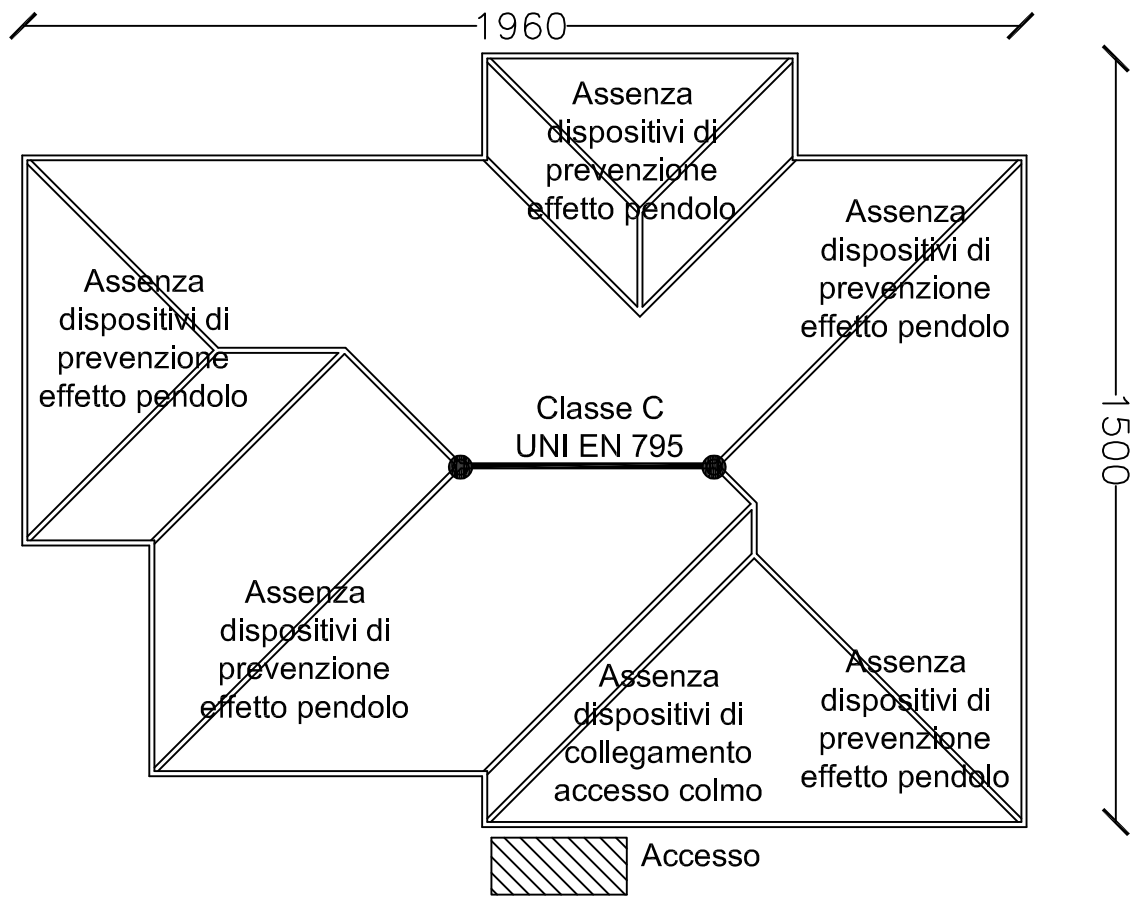 1960
Assenza
dispositivi di
prevenzione
effetto pendolo
Assenza
dispositivi di
prevenzione
effetto pendolo
Assenza
dispositivi di
prevenzione
effetto pendolo
Classe C
UNI EN 795
1500
Assenza
dispositivi di
prevenzione
effetto pendolo
Assenza
dispositivi di
collegamento
accesso colmo
Assenza
dispositivi di
prevenzione
effetto pendolo
Accesso